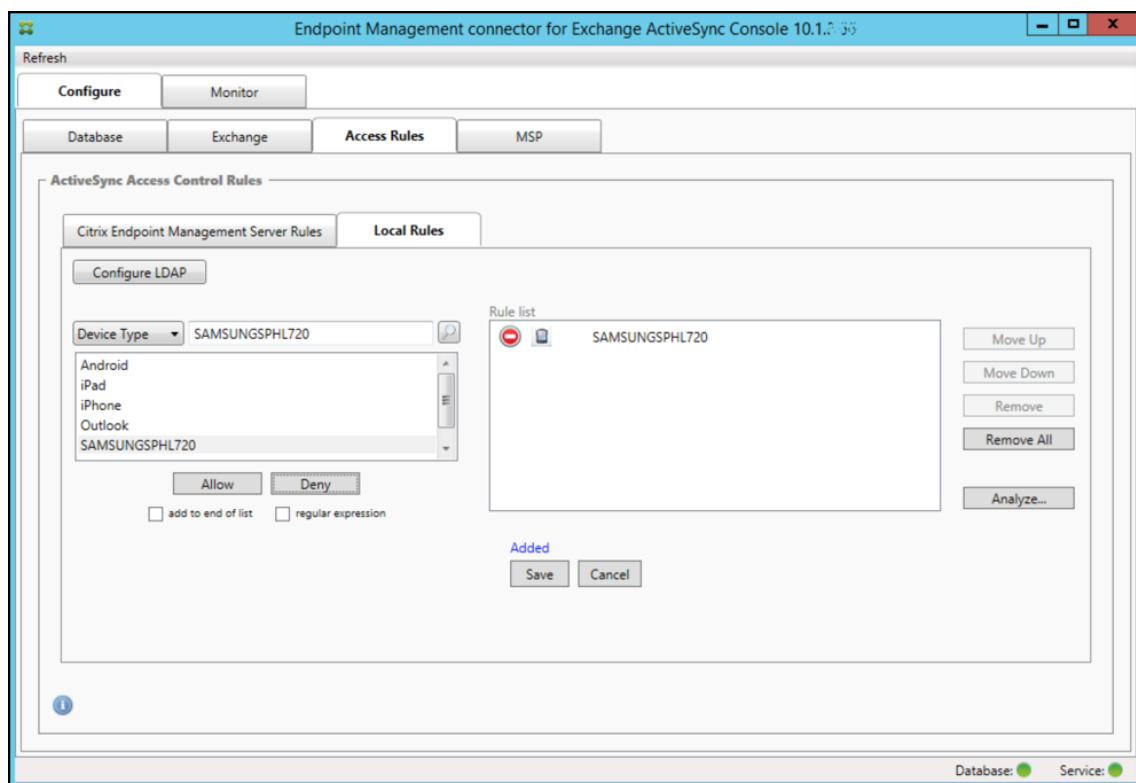 Endpoint Management connector for Exchange ActiveSync Console 10.1.
Refresh
Configure Monitor
Database Exchange Access Rules MSP
ActiveSync Access Control Rules
Citrix Endpoint Management Server Rules Local Rules
Configure LDAP
Rule list
Device Type SAMSUNGSPHL720
SAMSUNGSPHL720
Move Up
Android
iPad
Move Down
iPhone
Remove
Outlook
SAMSUNGSPHL720
Remove All
Allow Deny
Analyze...
add to end of list regular expression
Added
Save Cancel
Database: Service: